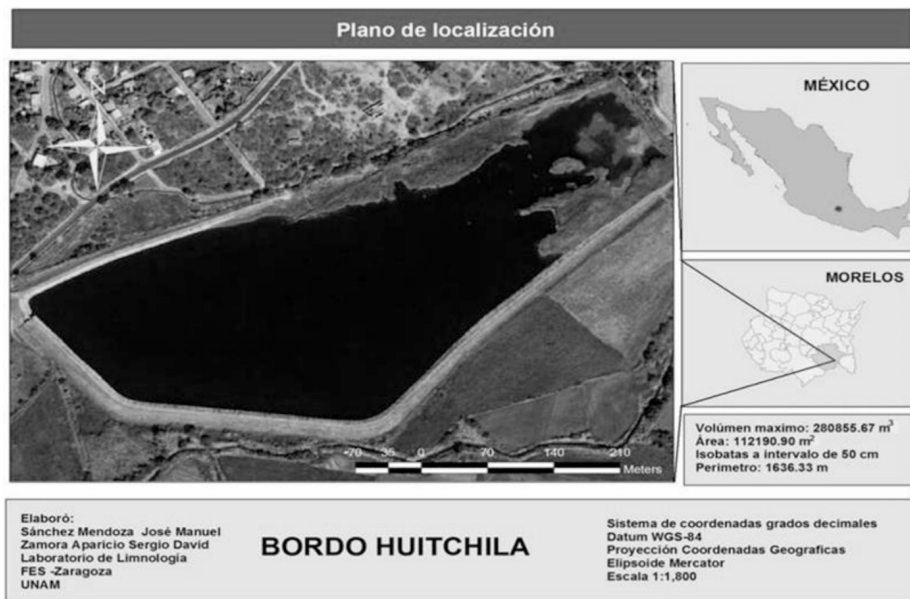 Plano de localización
MÉXICO
MORELOS
Volúmen maximo: 280855.67 m³
Área: 112190.90 m²
Isobatas a intervalo de 50 cm
Perimetro: 1636.33 m
-70 35 0 70 140 210
Meters
Elaboró:
Sánchez Mendoza José Manuel
Zamora Aparicio Sergio David
Laboratorio de Limnología
FES -Zaragoza
UNAM
BORDO HUITCHILA
Sistema de coordenadas grados decimales
Datum WGS-84
Proyección Coordenadas Geograficas
Elipsoide Mercator
Escala 1:1,800